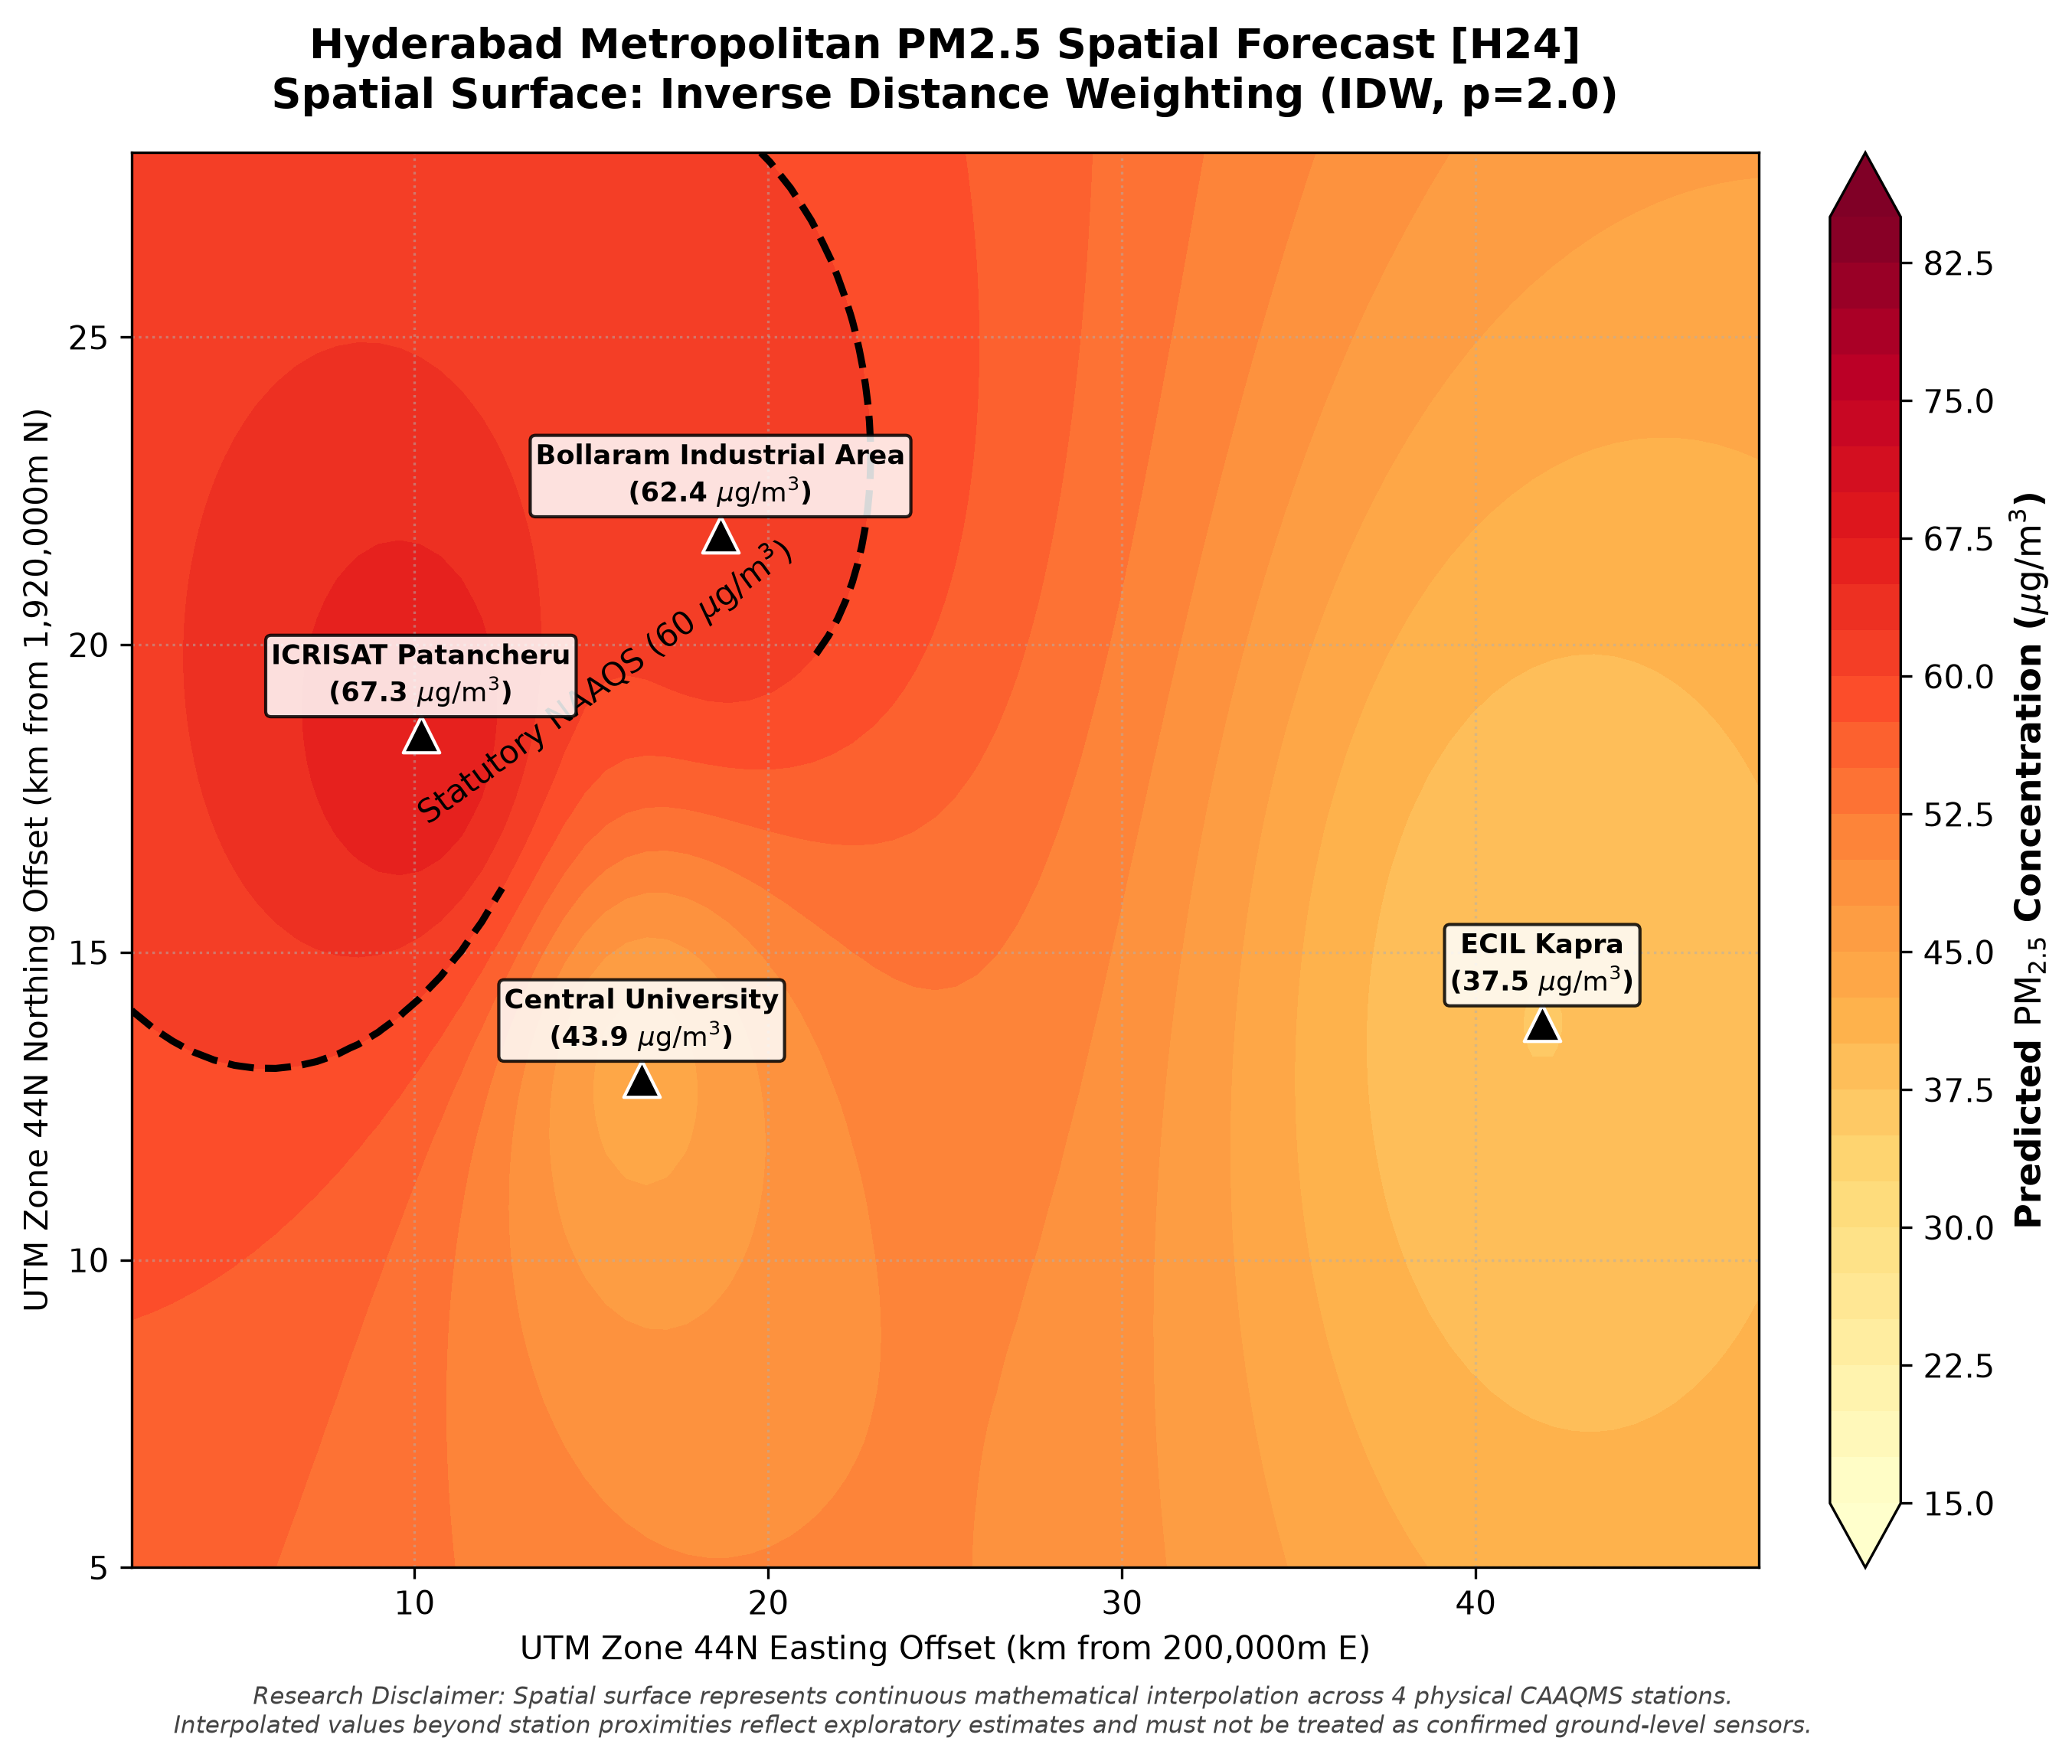 Hyderabad Metropolitan PM2.5 Spatial Forecast [H24]
Spatial Surface: Inverse Distance Weighting (IDW, p=2.0)
UTM Zone 44N Northing Offset (km from 1,920,000m N)
25
20
15
10
5
Bollaram Industrial Area
(62.4 µg/m³)
ICRISAT Patancheru
(67.3 µg/m³)
Statutory NAAQS (60 µg/m³)
Central University
(43.9 µg/m³)
ECIL Kapra
(37.5 µg/m³)
10
20
30
40
UTM Zone 44N Easting Offset (km from 200,000m E)
82.5
75.0
67.5
60.0
52.5
45.0
37.5
30.0
22.5
15.0
Predicted PM₂.₅ Concentration (µg/m³)
Research Disclaimer: Spatial surface represents continuous mathematical interpolation across 4 physical CAAQMS stations.
Interpolated values beyond station proximities reflect exploratory estimates and must not be treated as confirmed ground-level sensors.